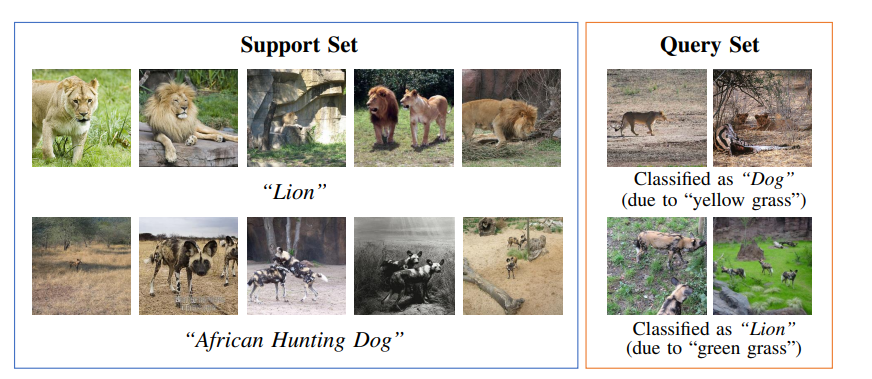 Support Set
Query Set
“Lion”
Classified as “Dog”
(due to “yellow grass”)
“African Hunting Dog”
Classified as “Lion”
(due to “green grass”)